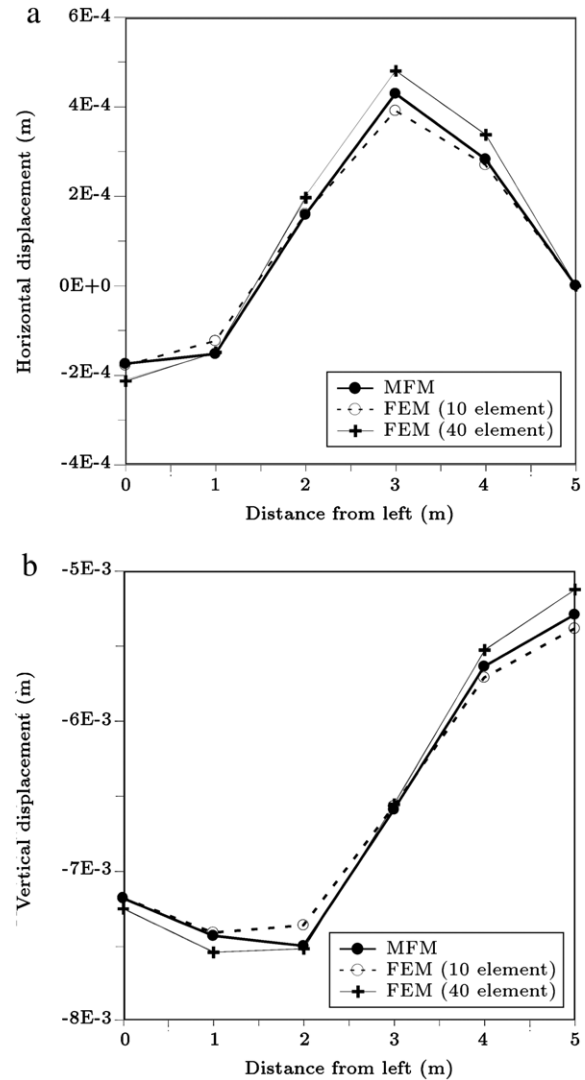 a
6E-4
4E-4
2E-4
0E+0
-2E-4
-4E-4
Horizontal displacement (m)
MFM
FEM (10 element)
FEM (40 element)
0 1 2 3 4 5
Distance from left (m)
b
-5E-3
-6E-3
-7E-3
-8E-3
Vertical displacement (m)
MFM
FEM (10 element)
FEM (40 element)
0 1 2 3 4 5
Distance from left (m)